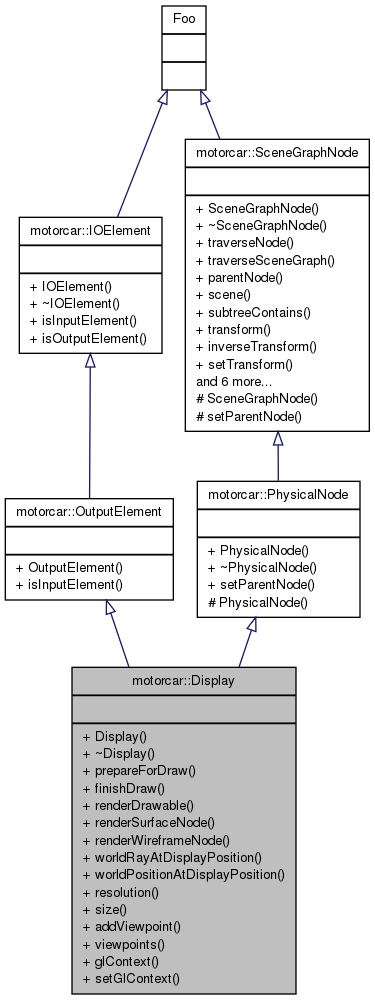 Foo
motorcar::SceneGraphNode
+ SceneGraphNode()
+ ~SceneGraphNode()
+ traverseNode()
+ traverseSceneGraph()
+ parentNode()
+ scene()
+ subtreeContains()
+ transform()
+ inverseTransform()
+ setTransform()
and 6 more...
# SceneGraphNode()
# setParentNode()
motorcar::IOElement
+ IOElement()
+ ~IOElement()
+ isInputElement()
+ isOutputElement()
motorcar::OutputElement
+ OutputElement()
+ isInputElement()
motorcar::PhysicalNode
+ PhysicalNode()
+ ~PhysicalNode()
+ setParentNode()
# PhysicalNode()
motorcar::Display
+ Display()
+ ~Display()
+ prepareForDraw()
+ finishDraw()
+ renderDrawable()
+ renderSurfaceNode()
+ renderWireframeNode()
+ worldRayAtDisplayPosition()
+ worldPositionAtDisplayPosition()
+ resolution()
+ size()
+ addViewpoint()
+ viewpoints()
+ glContext()
+ setGlContext()